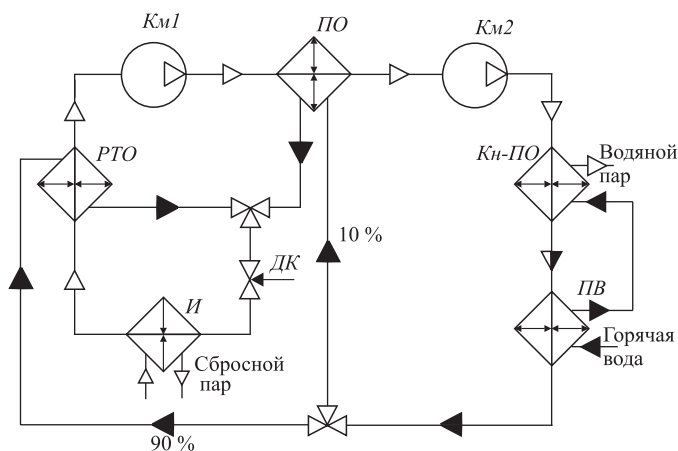 Км1
ПО
Км2
РТО
Кн-ПО
Водяной
пар
10 %
ДК
И
ПВ
Сбросной
пар
Горячая
вода
90 %